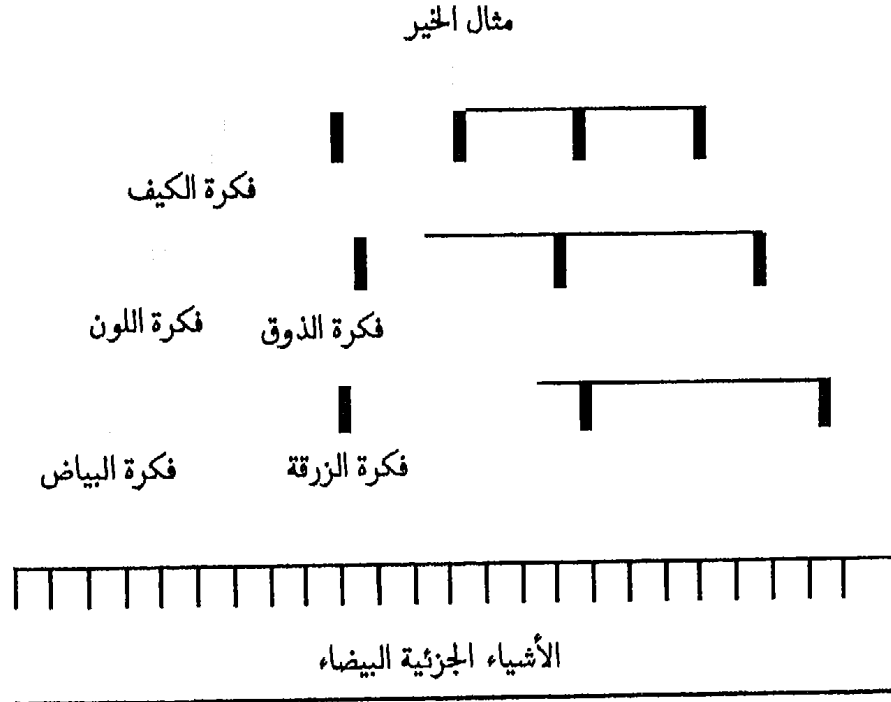 مثال الخير
فكرة الكيف
فكرة الذوق فكرة اللون
فكرة الزرقة فكرة البياض
الأشياء الجزئية البيضاء